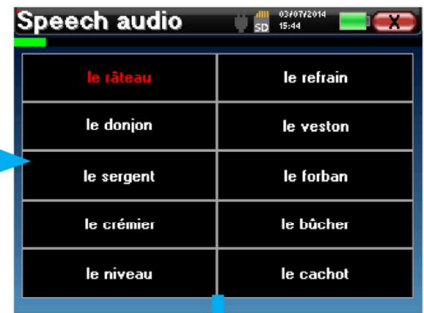 Speech audio
SD
03/07/2014
15:44
X
le râteau le refrain
le donjon le veston
le sergent le forban
le crémier le bûcher
le niveau le cachot